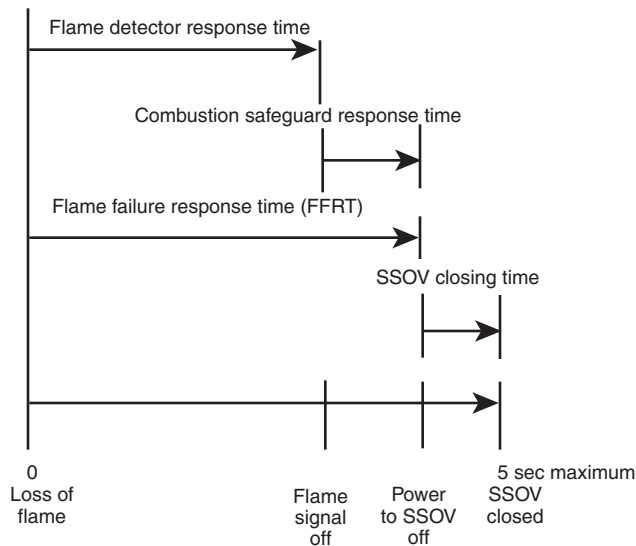 Flame detector response time
Combustion safeguard response time
Flame failure response time (FFRT)
SSOV closing time
0
Loss of
flame
Flame
signal
off
Power
to SSOV
off
5 sec maximum
SSOV
closed